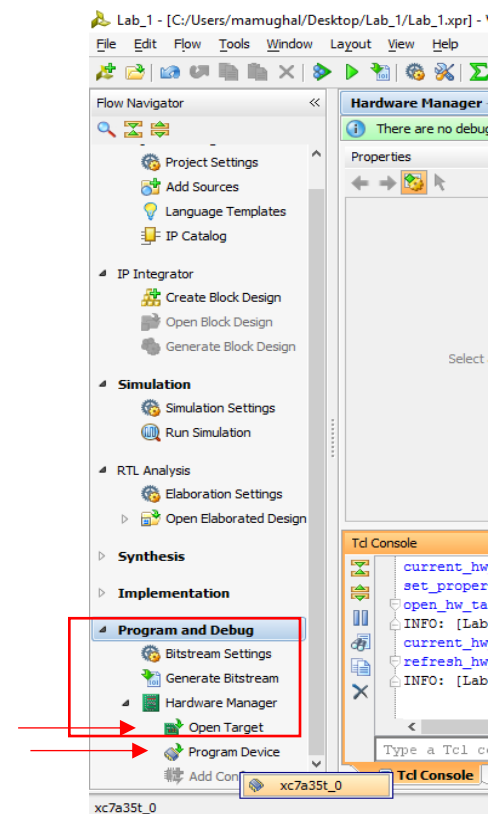 Lab_1 - [C:/Users/mamughal/Desktop/Lab_1/Lab_1.xpr] -
File Edit Flow Tools Window Layout View Help
Flow Navigator
Project Settings
Add Sources
Language Templates
IP Catalog
IP Integrator
Create Block Design
Open Block Design
Generate Block Design
Simulation
Simulation Settings
Run Simulation
RTL Analysis
Elaboration Settings
Open Elaborated Design
Synthesis
Implementation
Program and Debug
Bitstream Settings
Generate Bitstream
Hardware Manager
Open Target
Program Device
Add Con
xc7a35t_0
xc7a35t_0
Hardware Manager
There are no debug
Properties
Select
Tcl Console
current_hw
set_proper
open_hw_ta
INFO: [Lab
current_hw
refresh_hw
INFO: [Lab
Type a Tcl co
Tcl Console